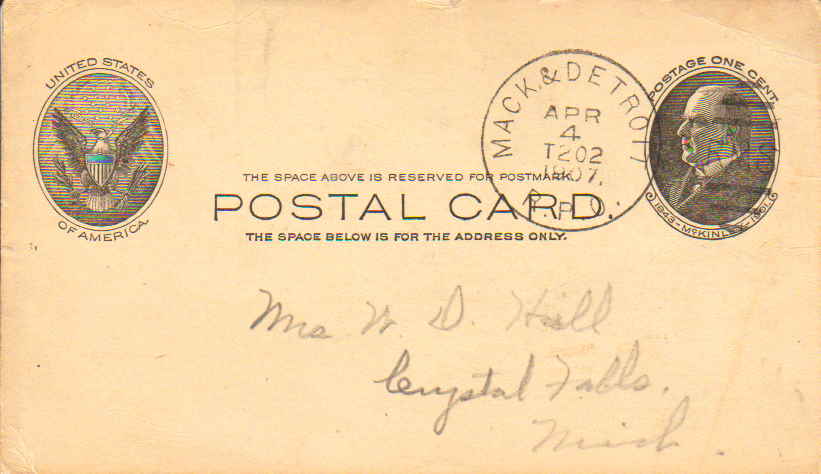 UNITED STATES
OF AMERICA.
MACK. & DETROIT
APR
4
T202
1907
R.P.O.
POSTAGE ONE CENT.
1843-McKINLEY-1901
THE SPACE ABOVE IS RESERVED FOR POSTMARK.
POSTAL CARD.
THE SPACE BELOW IS FOR THE ADDRESS ONLY.
Mrs W. D. Hill
Crystal Falls.
Mich.